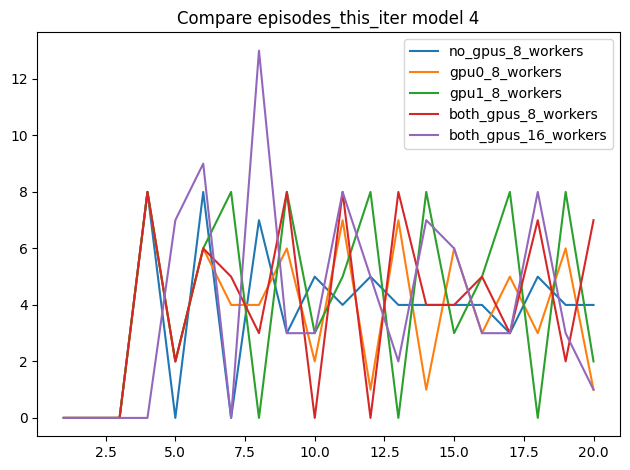 Compare episodes_this_iter model 4
no_gpus_8_workers
gpu0_8_workers
gpu1_8_workers
both_gpus_8_workers
both_gpus_16_workers
12
10
8
6
4
2
0
2.5 5.0 7.5 10.0 12.5 15.0 17.5 20.0